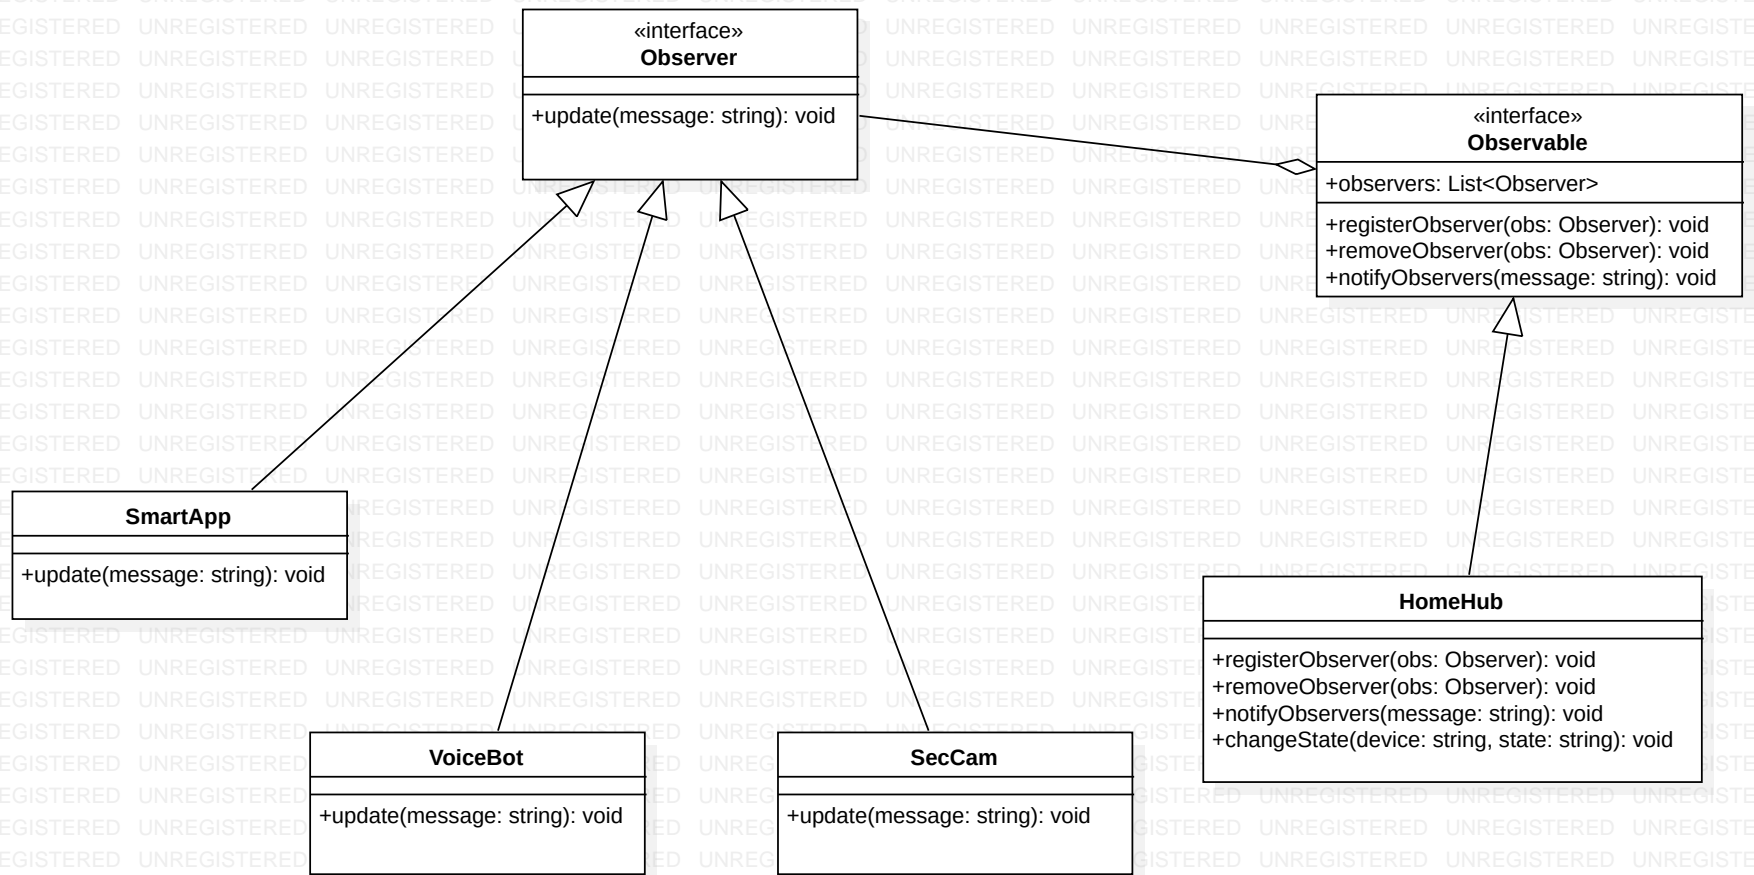 «interface»
Observer
+update(message: string): void
«interface»
Observable
+observers: List<Observer>
+registerObserver(obs: Observer): void
+removeObserver(obs: Observer): void
+notifyObservers(message: string): void
SmartApp
+update(message: string): void
HomeHub
+registerObserver(obs: Observer): void
+removeObserver(obs: Observer): void
+notifyObservers(message: string): void
+changeState(device: string, state: string): void
VoiceBot
+update(message: string): void
SecCam
+update(message: string): void
UNREGISTERED